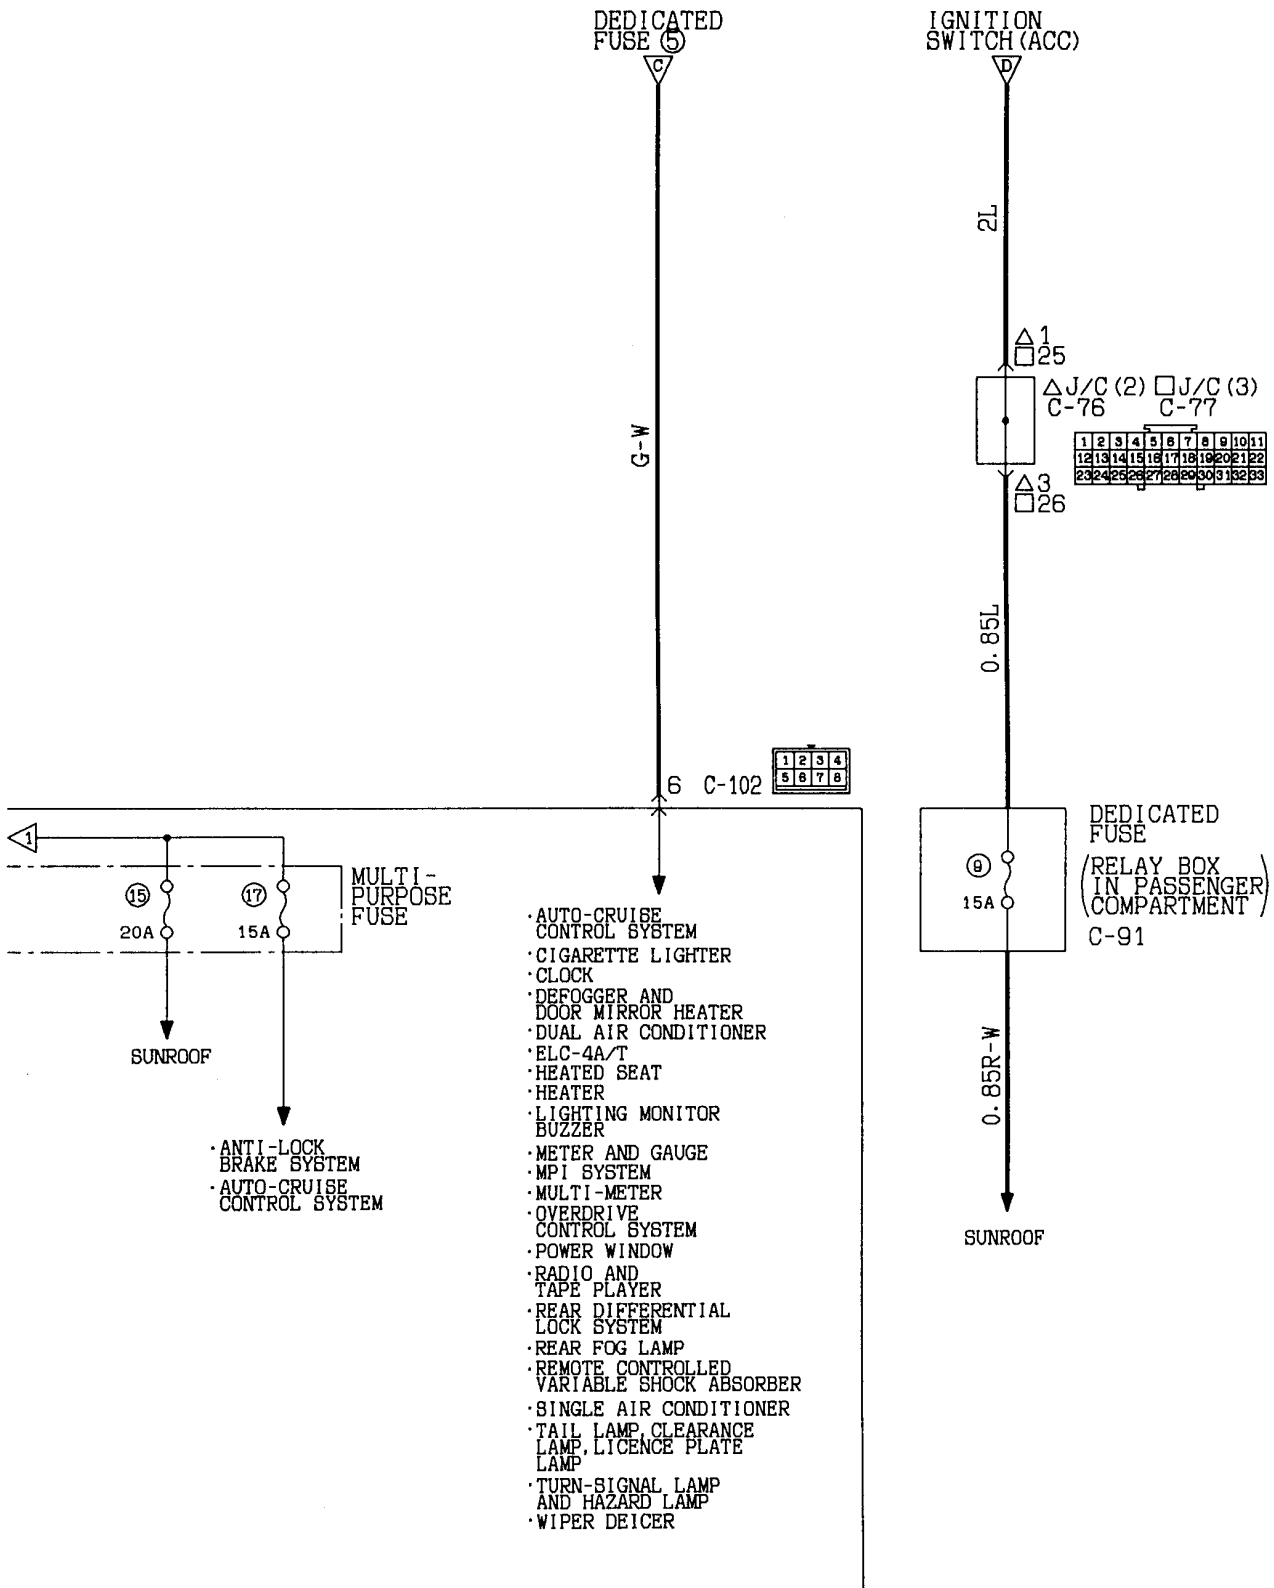 DEDICATED
FUSE ⑤
C
IGNITION
SWITCH (ACC)
D
2L
△1
□25
△J/C (2) □J/C (3)
C-76 C-77
1 2 3 4 5 6 7 8 9 10 11
12 13 14 15 16 17 18 19 20 21 22
23 24 25 26 27 28 29 30 31 32 33
G-W
△3
□26
0.85L
6 C-102
1 2 3 4
5 6 7 8
1
MULTI-
PURPOSE
FUSE
⑮
20A
⑰
15A
SUNROOF
·ANTI-LOCK
BRAKE SYSTEM
·AUTO-CRUISE
CONTROL SYSTEM
·AUTO-CRUISE
CONTROL SYSTEM
·CIGARETTE LIGHTER
·CLOCK
·DEFOGGER AND
DOOR MIRROR HEATER
·DUAL AIR CONDITIONER
·ELC-4A/T
·HEATED SEAT
·HEATER
·LIGHTING MONITOR
BUZZER
·METER AND GAUGE
·MPI SYSTEM
·MULTI-METER
·OVERDRIVE
CONTROL SYSTEM
·POWER WINDOW
·RADIO AND
TAPE PLAYER
·REAR DIFFERENTIAL
LOCK SYSTEM
·REAR FOG LAMP
·REMOTE CONTROLLED
VARIABLE SHOCK ABSORBER
·SINGLE AIR CONDITIONER
·TAIL LAMP, CLEARANCE
LAMP, LICENCE PLATE
LAMP
·TURN-SIGNAL LAMP
AND HAZARD LAMP
·WIPER DEICER
⑨
15A
DEDICATED
FUSE
(RELAY BOX
IN PASSENGER
COMPARTMENT)
C-91
0.85R-W
SUNROOF